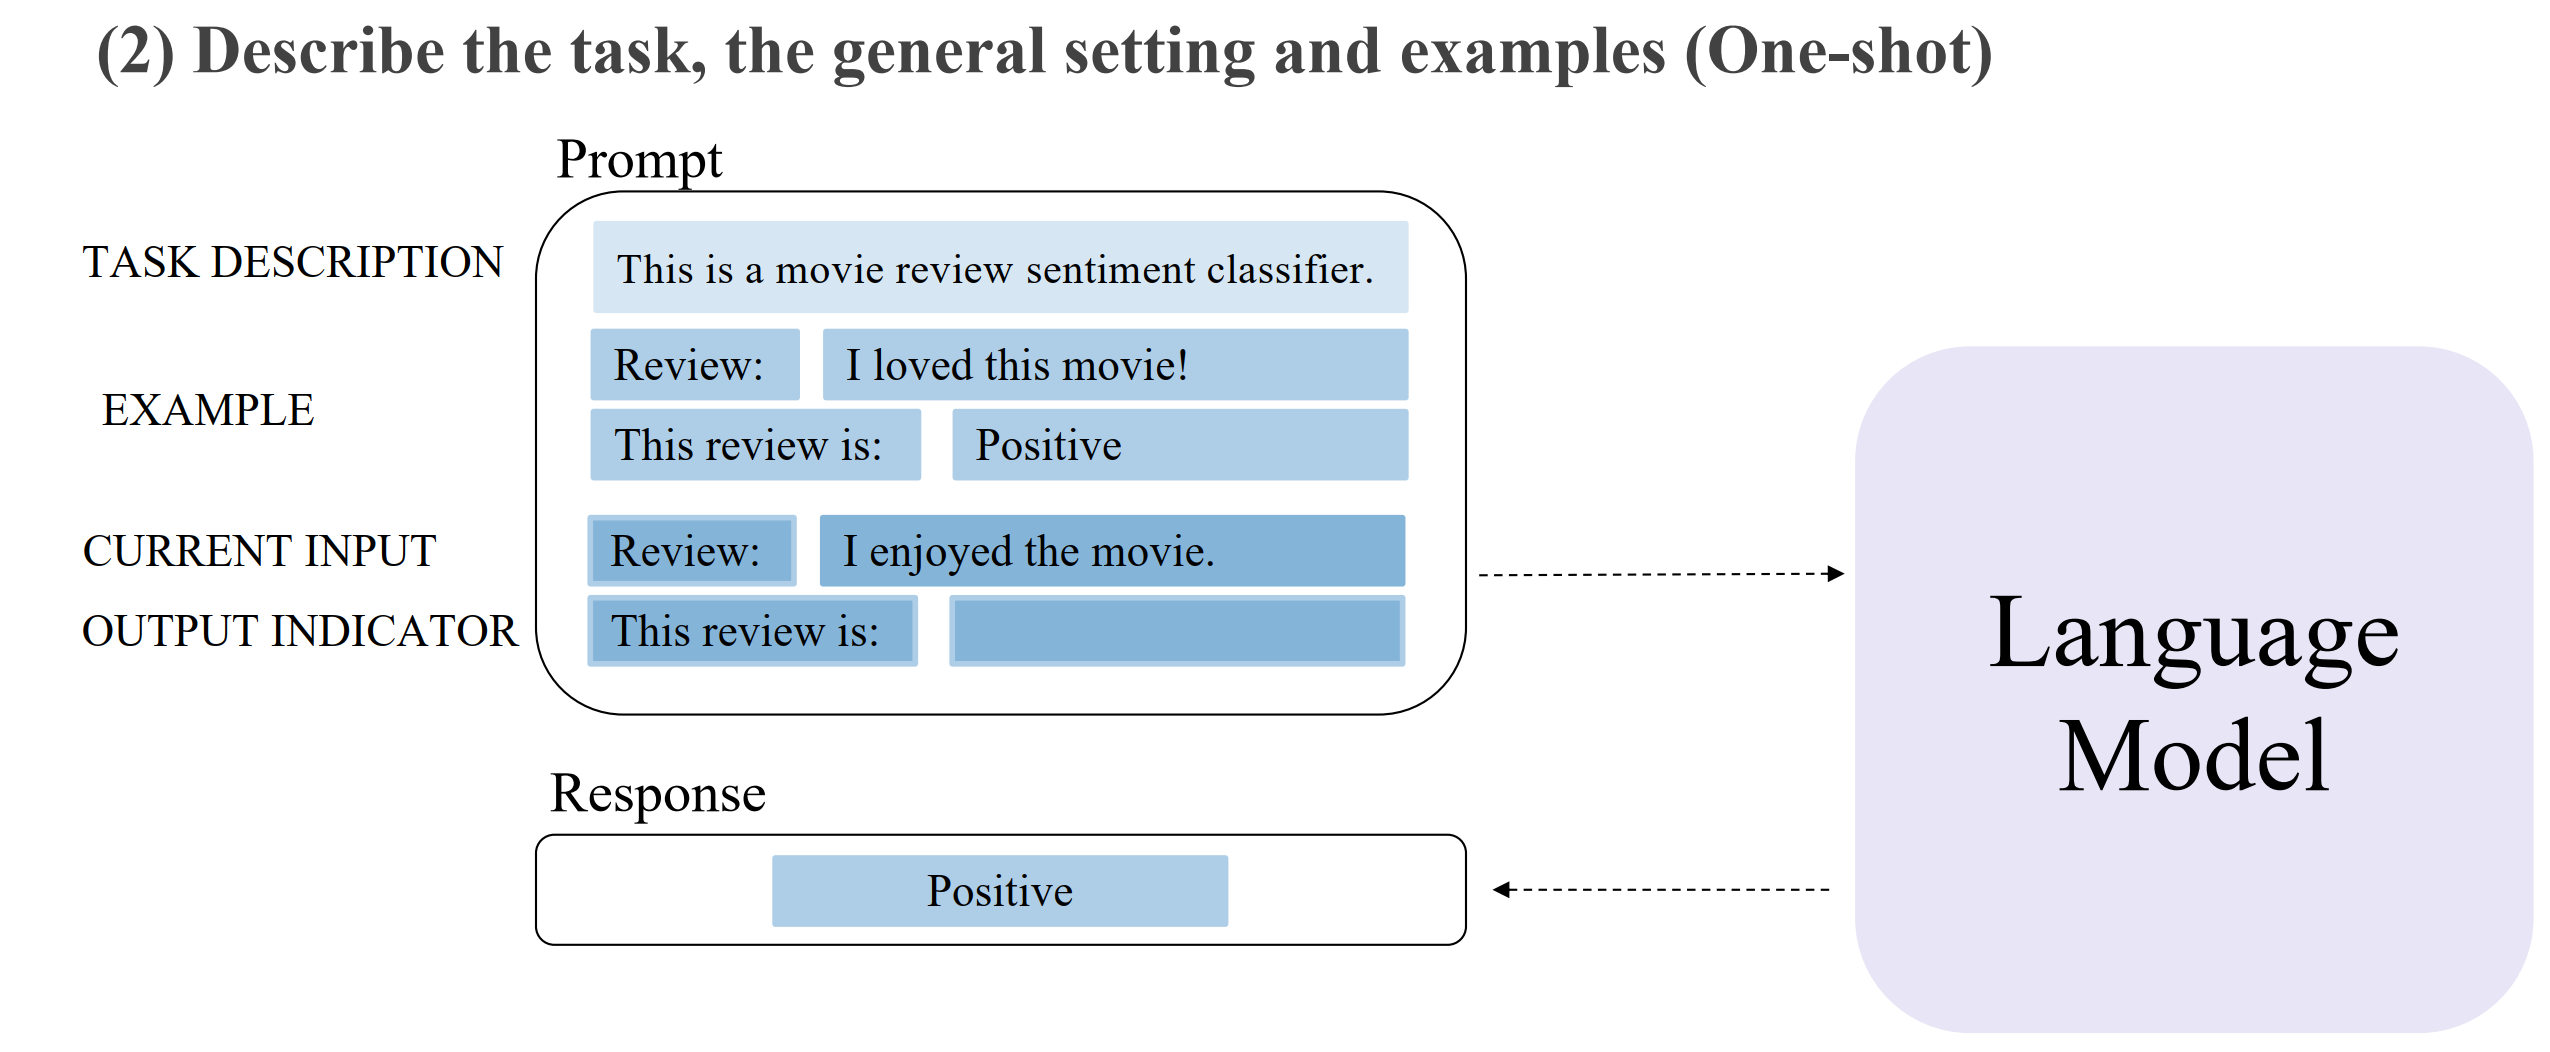 (2) Describe the task, the general setting and examples (One-shot)
Prompt
TASK DESCRIPTION
This is a movie review sentiment classifier.
EXAMPLE
Review: I loved this movie!
This review is: Positive
CURRENT INPUT
Review: I enjoyed the movie.
OUTPUT INDICATOR
This review is:
Language
Model
Response
Positive